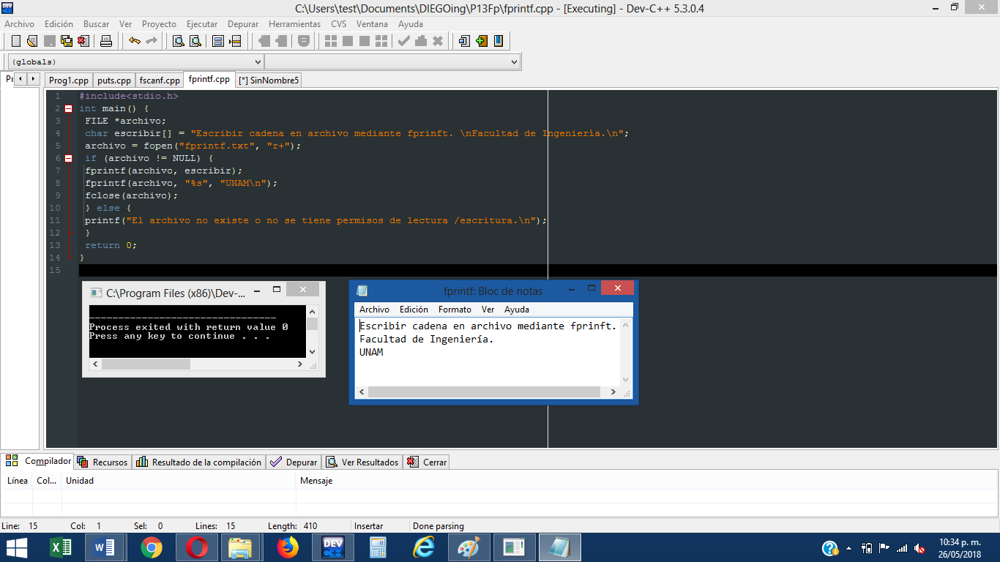 C:\Users\test\Documents\DIEGOing\P13Fp\fprintf.cpp - [Executing] - Dev-C++ 5.3.0.4
Archivo Edición Buscar Ver Proyecto Ejecutar Depurar Herramientas CVS Ventana Ayuda
(globals)
Prog1.cpp puts.cpp fscanf.cpp fprintf.cpp [*] SinNombre5
1 #include<stdio.h>
2 int main() {
3 FILE *archivo;
4 char escribir[] = "Escribir cadena en archivo mediante fprinft. \nFacultad de Ingeniería.\n";
5 archivo = fopen("fprintf.txt", "r+");
6 if (archivo != NULL) {
7 fprintf(archivo, escribir);
8 fprintf(archivo, "%s", "UNAM\n");
9 fclose(archivo);
10 } else {
11 printf("El archivo no existe o no se tiene permisos de lectura /escritura.\n");
12 }
13 return 0;
14 }
15
C:\Program Files (x86)\Dev-...
--------------------------------
Process exited with return value 0
Press any key to continue . . .
fprintf: Bloc de notas
Archivo Edición Formato Ver Ayuda
Escribir cadena en archivo mediante fprinft.
Facultad de Ingeniería.
UNAM
Compilador Recursos Resultado de la compilación Depurar Ver Resultados Cerrar
Línea Col... Unidad Mensaje
Line: 15 Col: 1 Sel: 0 Lines: 15 Length: 410 Insertar Done parsing
DEV C++
10:34 p. m.
26/05/2018